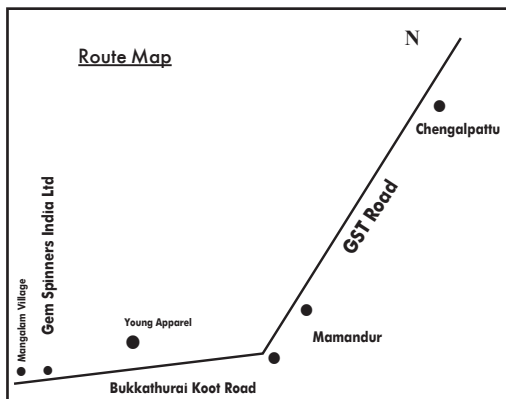 Route Map
N
Chengalpattu
GST Road
Mamandur
Bukkathurai Koot Road
Young Apparel
Gem Spinners India Ltd
Mangalam Village